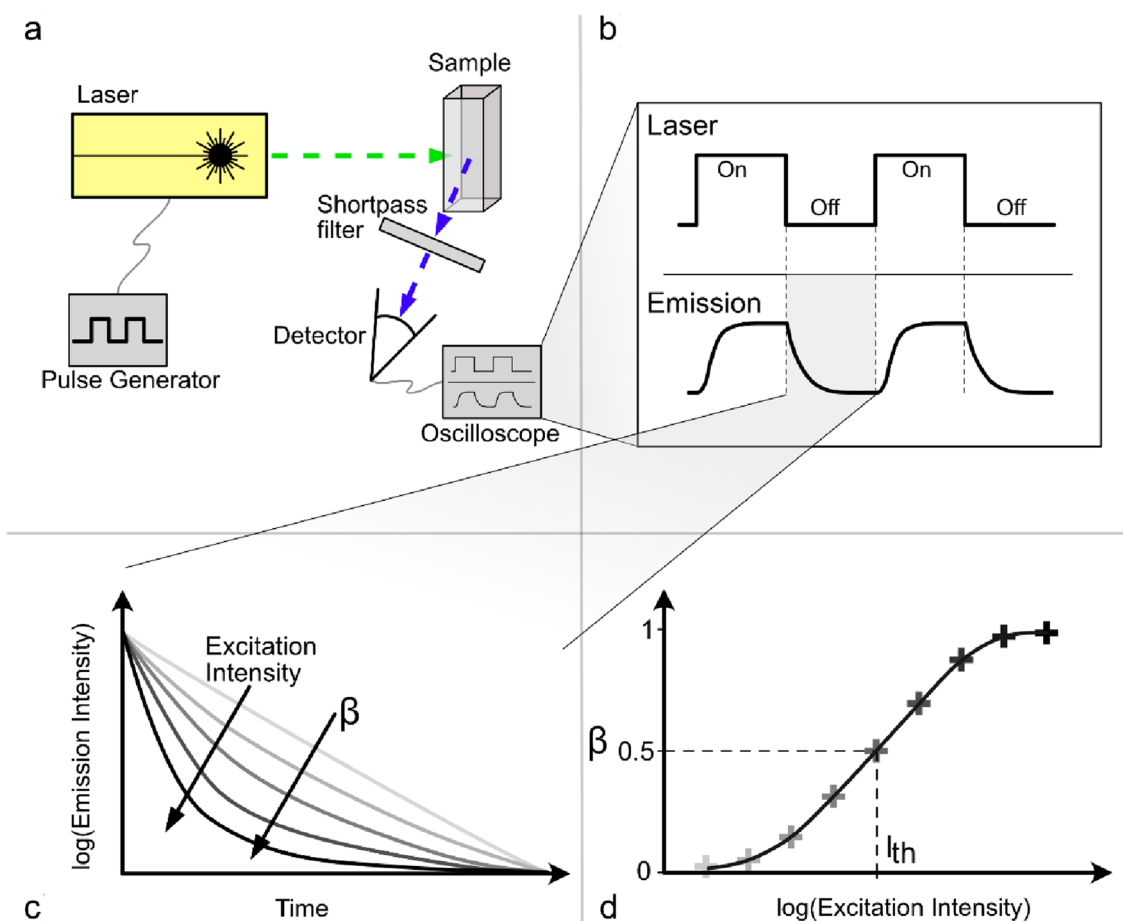 a
Laser
Sample
Shortpass
filter
Detector
Pulse Generator
Oscilloscope
b
Laser
On
Off
On
Off
Emission
c
log(Emission Intensity)
Excitation
Intensity
β
Time
d
1
β
0.5
0
I_th
log(Excitation Intensity)